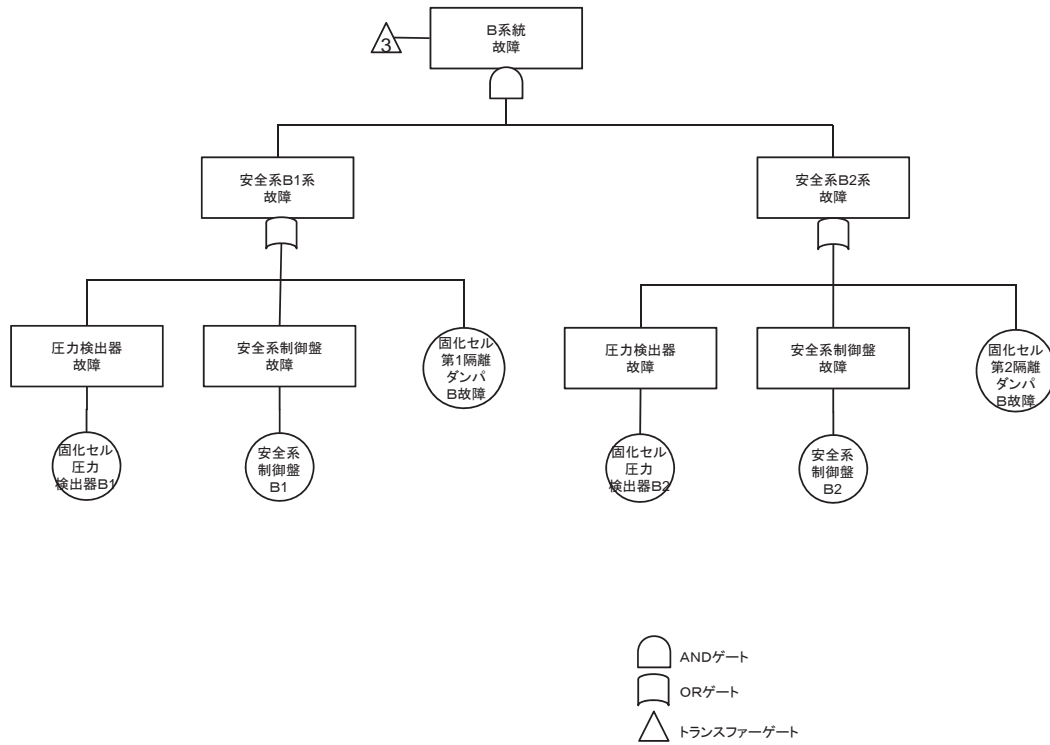 B系統
故障
3
安全系B1系
故障
安全系B2系
故障
圧力検出器
故障
安全系制御盤
故障
固化セル
第1隔離
ダンパ
B故障
圧力検出器
故障
安全系制御盤
故障
固化セル
第2隔離
ダンパ
B故障
固化セル
圧力
検出器B1
安全系
制御盤
B1
固化セル
圧力
検出器B2
安全系
制御盤
B2
ANDゲート
ORゲート
トランスファーゲート